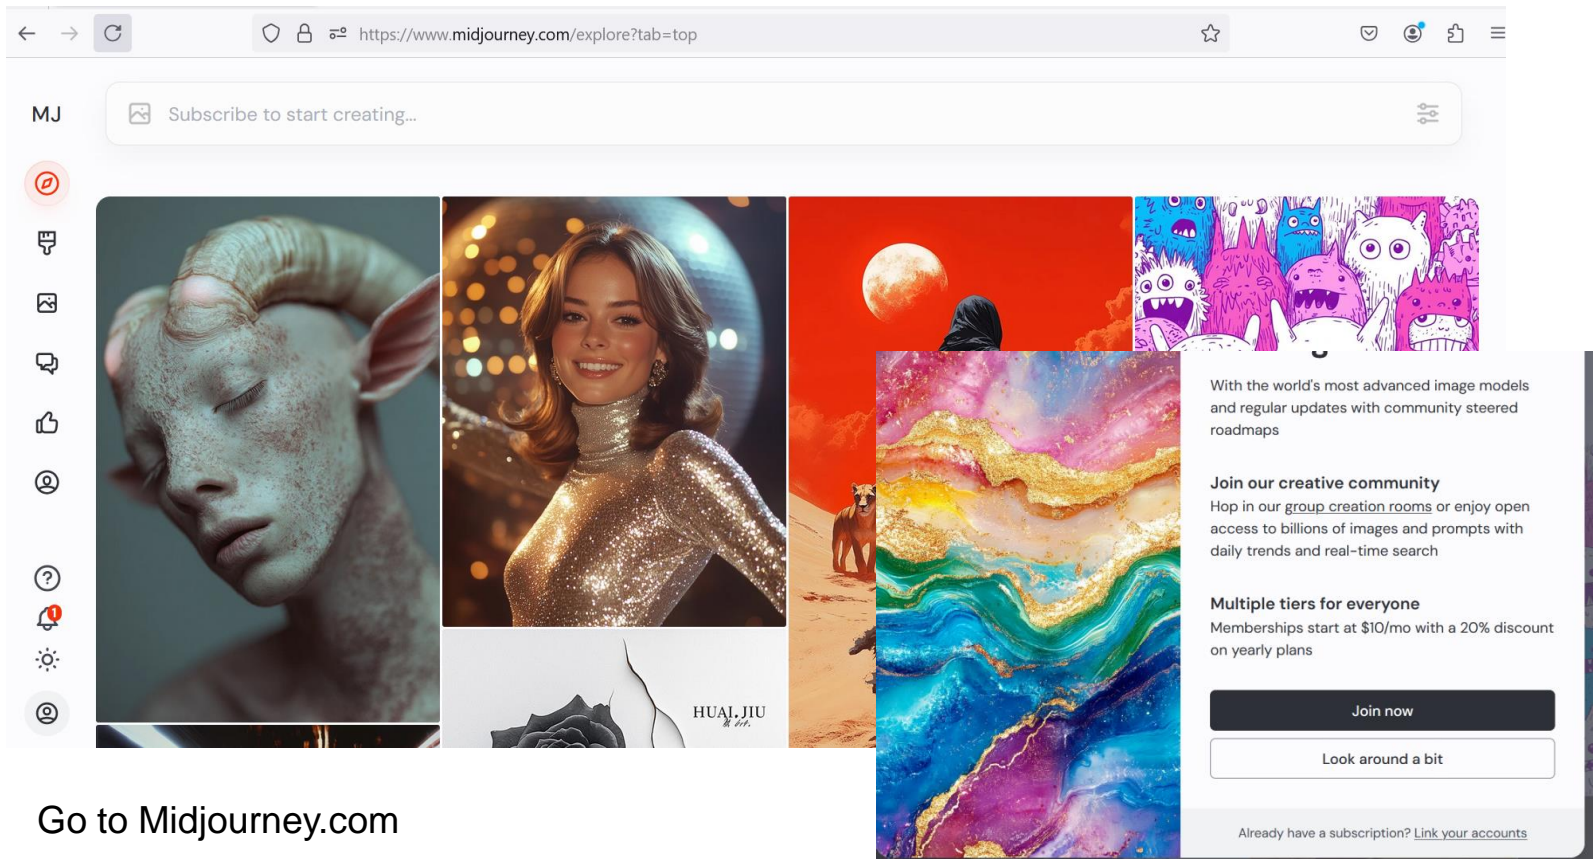 https://www.midjourney.com/explore?tab=top
MJ
Subscribe to start creating...
1
HUAI.JIU
With the world's most advanced image models
and regular updates with community steered
roadmaps
Join our creative community
Hop in our group creation rooms or enjoy open
access to billions of images and prompts with
daily trends and real-time search
Multiple tiers for everyone
Memberships start at $10/mo with a 20% discount
on yearly plans
Join now
Look around a bit
Already have a subscription? Link your accounts
Go to Midjourney.com